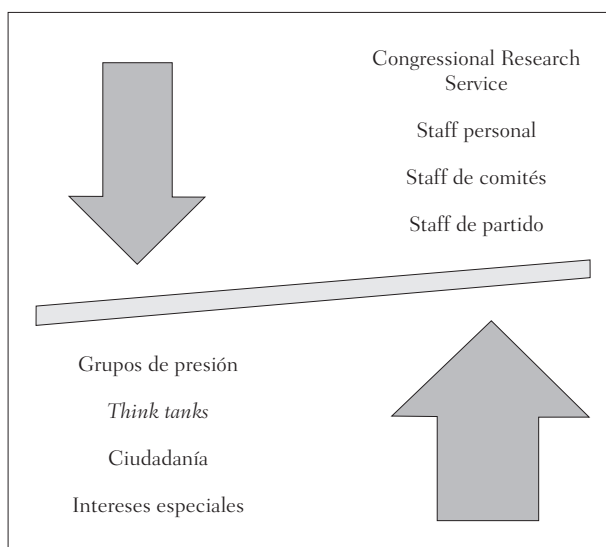 Congressional Research
Service
Staff personal
Staff de comités
Staff de partido
Grupos de presión
Think tanks
Ciudadanía
Intereses especiales